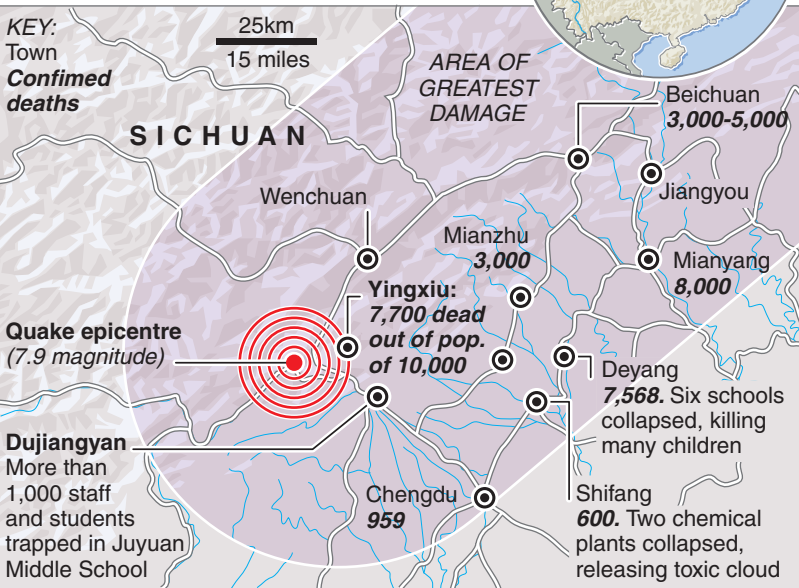 KEY:
Town
Confimed
deaths
25km
15 miles
SICHUAN
AREA OF
GREATEST
DAMAGE
Beichuan
3,000-5,000
Jiangyou
Wenchuan
Mianzhu
3,000
Mianyang
8,000
Yingxiu:
7,700 dead
out of pop.
of 10,000
Quake epicentre
(7.9 magnitude)
Deyang
7,568. Six schools
collapsed, killing
many children
Dujiangyan
More than
1,000 staff
and students
trapped in Juyuan
Middle School
Chengdu
959
Shifang
600. Two chemical
plants collapsed,
releasing toxic cloud